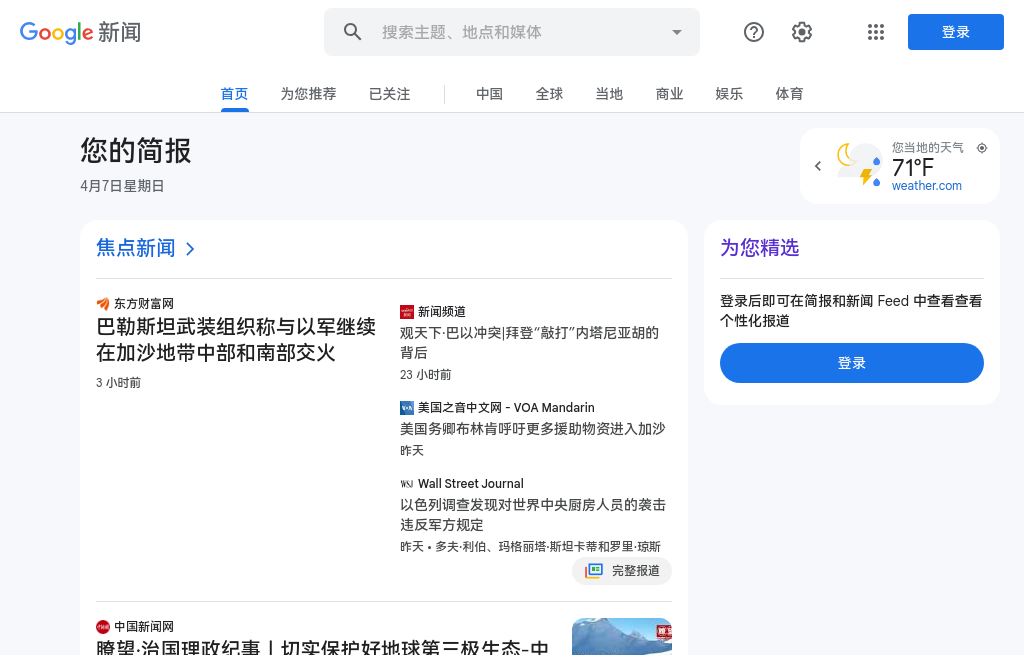 Google 新闻
搜索主题、地点和媒体
登录
首页
为您推荐
已关注
中国
全球
当地
商业
娱乐
体育
您的简报
4月7日星期日
您当地的天气
71°F
weather.com
焦点新闻
东方财富网
巴勒斯坦武装组织称与以军继续
在加沙地带中部和南部交火
3 小时前
新闻频道
观天下·巴以冲突|拜登“敲打”内塔尼亚胡的
背后
23 小时前
美国之音中文网 - VOA Mandarin
美国务卿布林肯呼吁更多援助物资进入加沙
昨天
WSJ Wall Street Journal
以色列调查发现对世界中央厨房人员的袭击
违反军方规定
昨天 • 多夫·利伯、玛格丽塔·斯坦卡蒂和罗里·琼斯
完整报道
中国新闻网
瞭望·治国理政纪事丨切实保护好地球第三极生态-中
为您精选
登录后即可在简报和新闻 Feed 中查看查看
个性化报道
登录